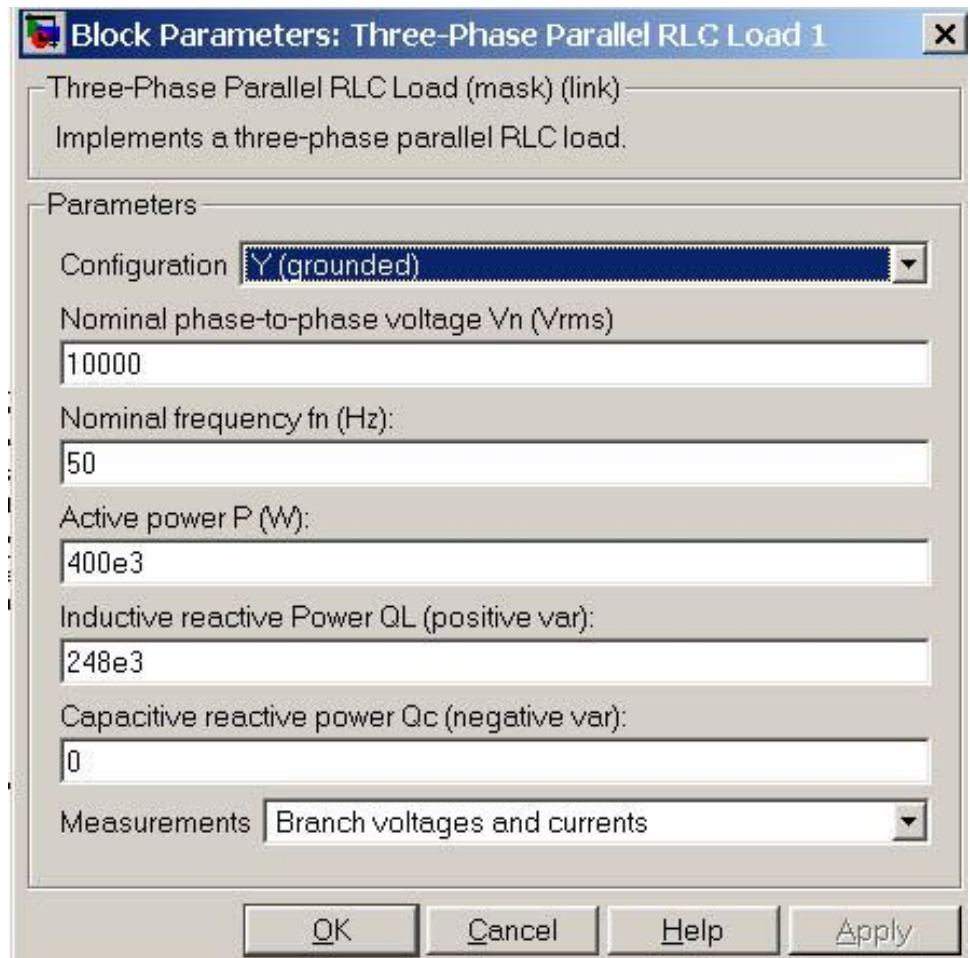 Block Parameters: Three-Phase Parallel RLC Load 1
Three-Phase Parallel RLC Load (mask) (link)
Implements a three-phase parallel RLC load.
Parameters
Configuration Y (grounded)
Nominal phase-to-phase voltage Vn (Vrms)
10000
Nominal frequency fn (Hz):
50
Active power P (W):
400e3
Inductive reactive Power QL (positive var):
248e3
Capacitive reactive power Qc (negative var):
0
Measurements Branch voltages and currents
OK Cancel Help Apply